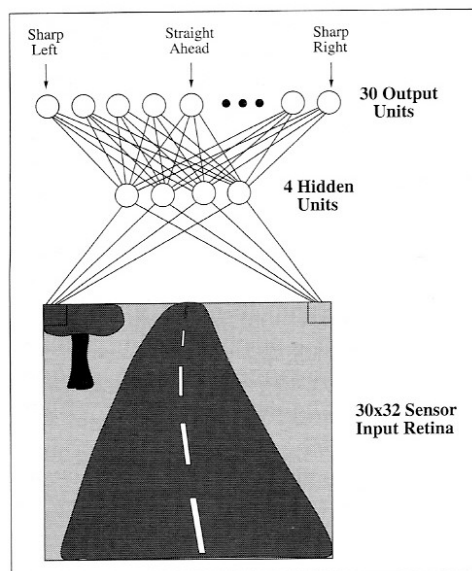 Sharp
Left
Straight
Ahead
Sharp
Right
30 Output
Units
4 Hidden
Units
30x32 Sensor
Input Retina